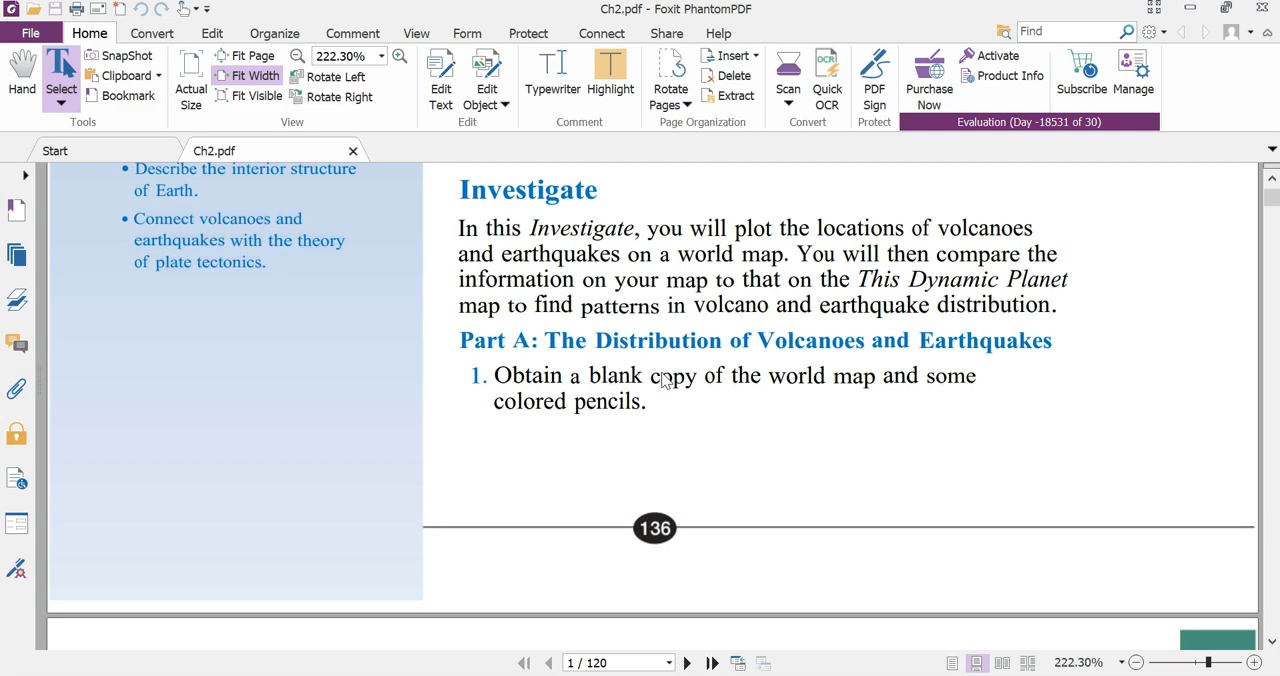 Ch2.pdf - Foxit PhantomPDF
File Home Convert Edit Organize Comment View Form Protect Connect Share Help Find
Hand
Select
SnapShot
Clipboard
Bookmark
Tools
Actual
Size
Fit Page
Fit Width
Fit Visible
222.30%
Rotate Left
Rotate Right
View
Edit
Text
Edit
Object
Edit
Typewriter
Highlight
Comment
Rotate
Pages
Insert
Delete
Extract
Page Organization
Scan
Quick
OCR
Convert
PDF
Sign
Protect
Purchase
Now
Activate
Product Info
Subscribe
Manage
Evaluation (Day -18531 of 30)
Start
Ch2.pdf
• Describe the interior structure
of Earth.
• Connect volcanoes and
earthquakes with the theory
of plate tectonics.
Investigate
In this Investigate, you will plot the locations of volcanoes
and earthquakes on a world map. You will then compare the
information on your map to that on the This Dynamic Planet
map to find patterns in volcano and earthquake distribution.
Part A: The Distribution of Volcanoes and Earthquakes
1. Obtain a blank copy of the world map and some
colored pencils.
136
1 / 120
222.30%